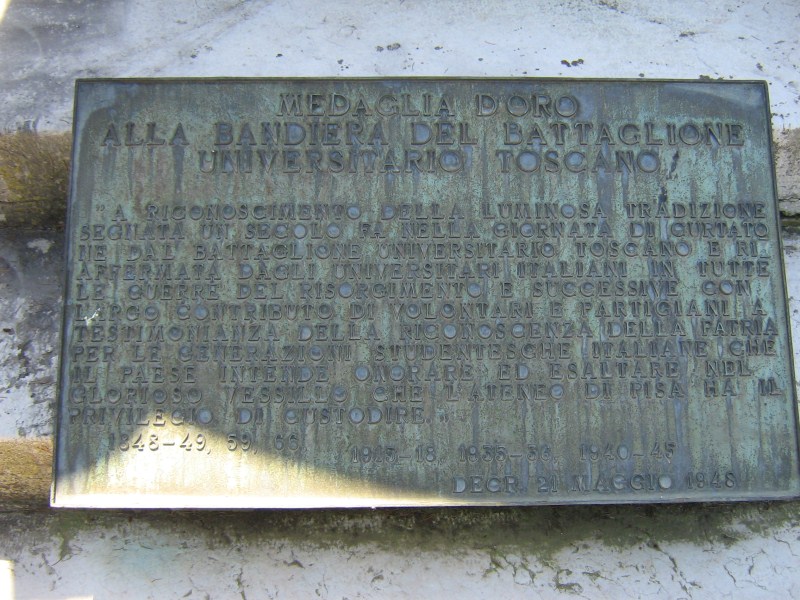 MEDAGLIA D'ORO
ALLA BANDIERA DEL BATTAGLIONE
UNIVERSITARIO TOSCANO
"A RICONOSCIMENTO DELLA LUMINOSA TRADIZIONE
SEGNATA UN SECOLO FA NELLA GIORNATA DI CURTATO
NE DAL BATTAGLIONE UNIVERSITARIO TOSCANO E RI
AFFERMATA DAGLI UNIVERSITARI ITALIANI IN TUTTE
LE GUERRE DEL RISORGIMENTO E SUCCESSIVE CON
LARGO CONTRIBUTO DI VOLONTARI E PARTIGIANI A
TESTIMONIANZA DELLA RICONOSCENZA DELLA PATRIA
PER LE GENERAZIONI STUDENTESCHE ITALIANE CHE
IL PAESE INTENDE ONORARE ED ESALTARE NEL
GLORIOSO VESSILLO CHE L'ATENEO DI PISA HA IL
PRIVILEGIO DI CUSTODIRE."
1848-49, 59, 66 1915-18, 1935-36, 1940-45
DECR. 21 MAGGIO 1948